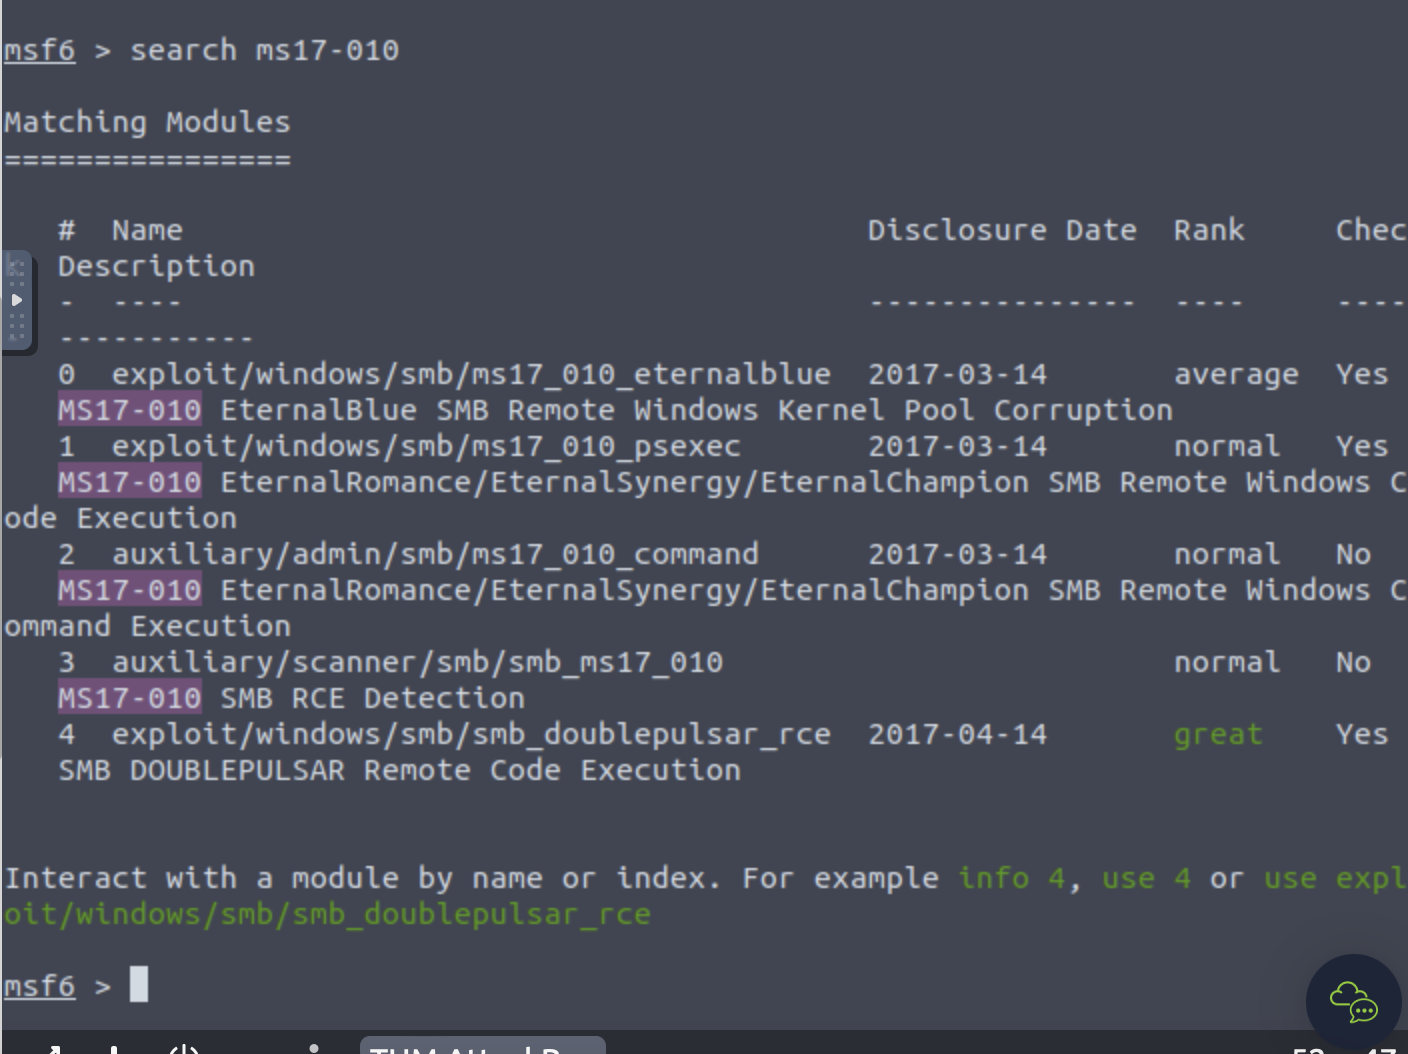 msf6 > search ms17-010
Matching Modules
================
# Name Disclosure Date Rank Chec
Description
- ---- --------------- ---- ----
-----------
0 exploit/windows/smb/ms17_010_eternalblue 2017-03-14 average Yes
MS17-010 EternalBlue SMB Remote Windows Kernel Pool Corruption
1 exploit/windows/smb/ms17_010_psexec 2017-03-14 normal Yes
MS17-010 EternalRomance/EternalSynergy/EternalChampion SMB Remote Windows C
ode Execution
2 auxiliary/admin/smb/ms17_010_command 2017-03-14 normal No
MS17-010 EternalRomance/EternalSynergy/EternalChampion SMB Remote Windows C
ommand Execution
3 auxiliary/scanner/smb/smb_ms17_010 normal No
MS17-010 SMB RCE Detection
4 exploit/windows/smb/smb_doublepulsar_rce 2017-04-14 great Yes
SMB DOUBLEPULSAR Remote Code Execution
Interact with a module by name or index. For example info 4, use 4 or use expl
oit/windows/smb/smb_doublepulsar_rce
msf6 >